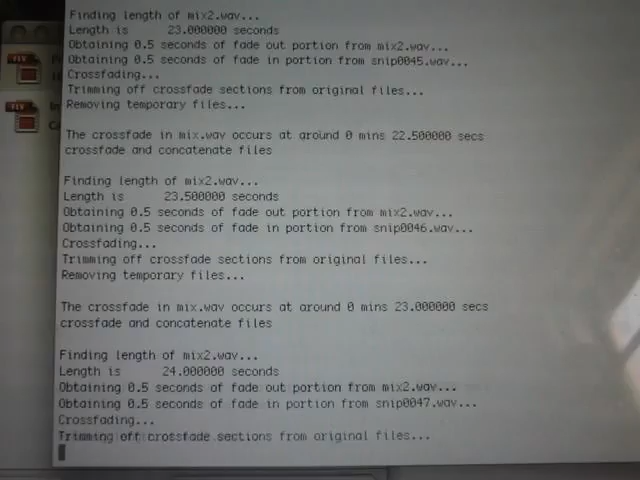 Finding length of mix2.wav...
Length is 23.000000 seconds
Obtaining 0.5 seconds of fade out portion from mix2.wav...
Obtaining 0.5 seconds of fade in portion from snip0045.wav...
Crossfading...
Trimming off crossfade sections from original files...
Removing temporary files...
The crossfade in mix.wav occurs at around 0 mins 22.500000 secs
crossfade and concatenate files
Finding length of mix2.wav...
Length is 23.500000 seconds
Obtaining 0.5 seconds of fade out portion from mix2.wav...
Obtaining 0.5 seconds of fade in portion from snip0046.wav...
Crossfading...
Trimming off crossfade sections from original files...
Removing temporary files...
The crossfade in mix.wav occurs at around 0 mins 23.000000 secs
crossfade and concatenate files
Finding length of mix2.wav...
Length is 24.000000 seconds
Obtaining 0.5 seconds of fade out portion from mix2.wav...
Obtaining 0.5 seconds of fade in portion from snip0047.wav...
Crossfading...
Trimming off crossfade sections from original files...
FLV
FLV